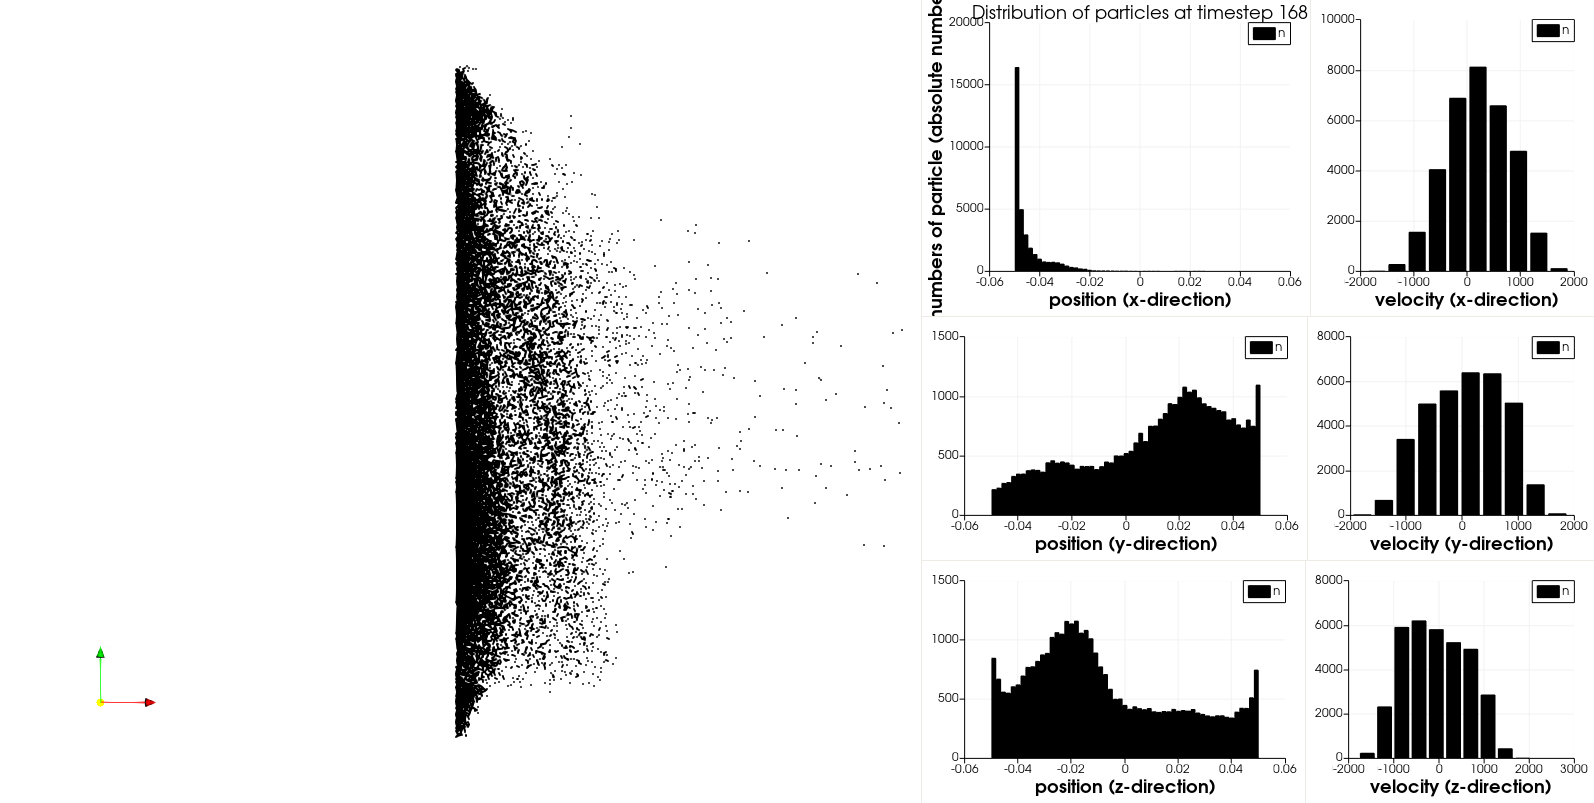 Distribution of particles at timestep 168
numbers of particle (absolute
20000
15000
10000
5000
0
-0.06 -0.04 -0.02 0 0.02 0.04 0.06
position (x-direction)
n
10000
8000
6000
4000
2000
0
-2000 -1000 0 1000 2000
velocity (x-direction)
n
1500
1000
500
0
-0.06 -0.04 -0.02 0 0.02 0.04 0.06
position (y-direction)
n
8000
6000
4000
2000
0
-2000 -1000 0 1000 2000
velocity (y-direction)
n
1500
1000
500
0
-0.06 -0.04 -0.02 0 0.02 0.04 0.06
position (z-direction)
n
8000
6000
4000
2000
0
-2000 -1000 0 1000 2000 3000
velocity (z-direction)
n